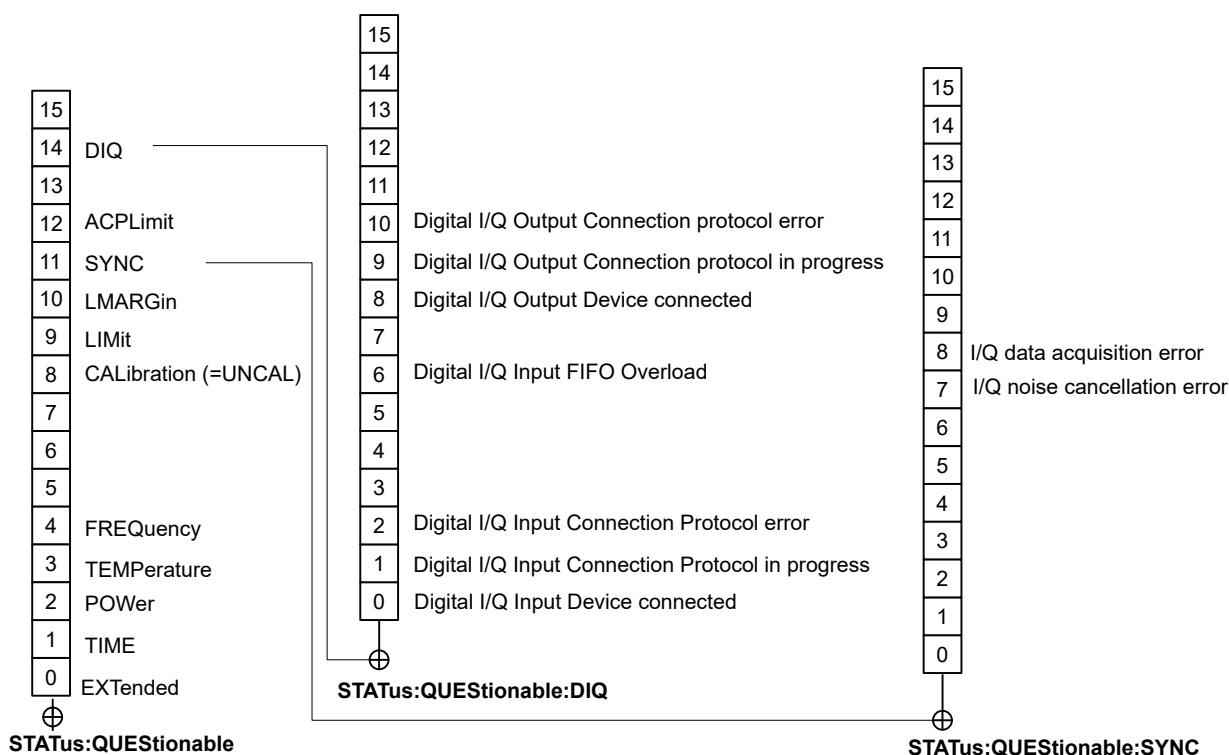 15
14 DIQ
13
12 ACPLimit
11 SYNC
10 LMARGin
9 LIMit
8 CALibration (=UNCAL)
7
6
5
4 FREQuency
3 TEMPerature
2 POWer
1 TIME
0 EXTended
STATus:QUEStionable
15
14
13
12
11
10 Digital I/Q Output Connection protocol error
9 Digital I/Q Output Connection protocol in progress
8 Digital I/Q Output Device connected
7
6 Digital I/Q Input FIFO Overload
5
4
3
2 Digital I/Q Input Connection Protocol error
1 Digital I/Q Input Connection Protocol in progress
0 Digital I/Q Input Device connected
STATus:QUEStionable:DIQ
15
14
13
12
11
10
9
8 I/Q data acquisition error
7 I/Q noise cancellation error
6
5
4
3
2
1
0
STATus:QUEStionable:SYNC